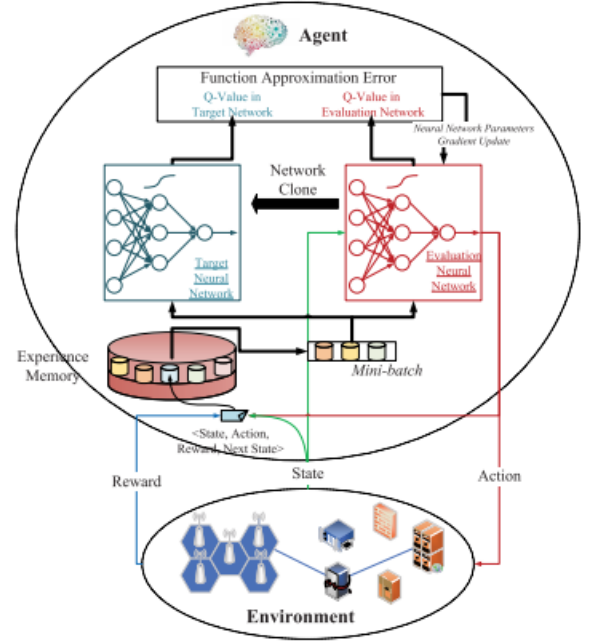 Agent
Function Approximation Error
Q-Value in
Target Network
Q-Value in
Evaluation Network
Neural Network Parameters
Gradient Update
Network
Clone
Target
Neural
Network
Evaluation
Neural
Network
Experience
Memory
Mini-batch
<State, Action,
Reward, Next State>
Reward
State
Action
Environment